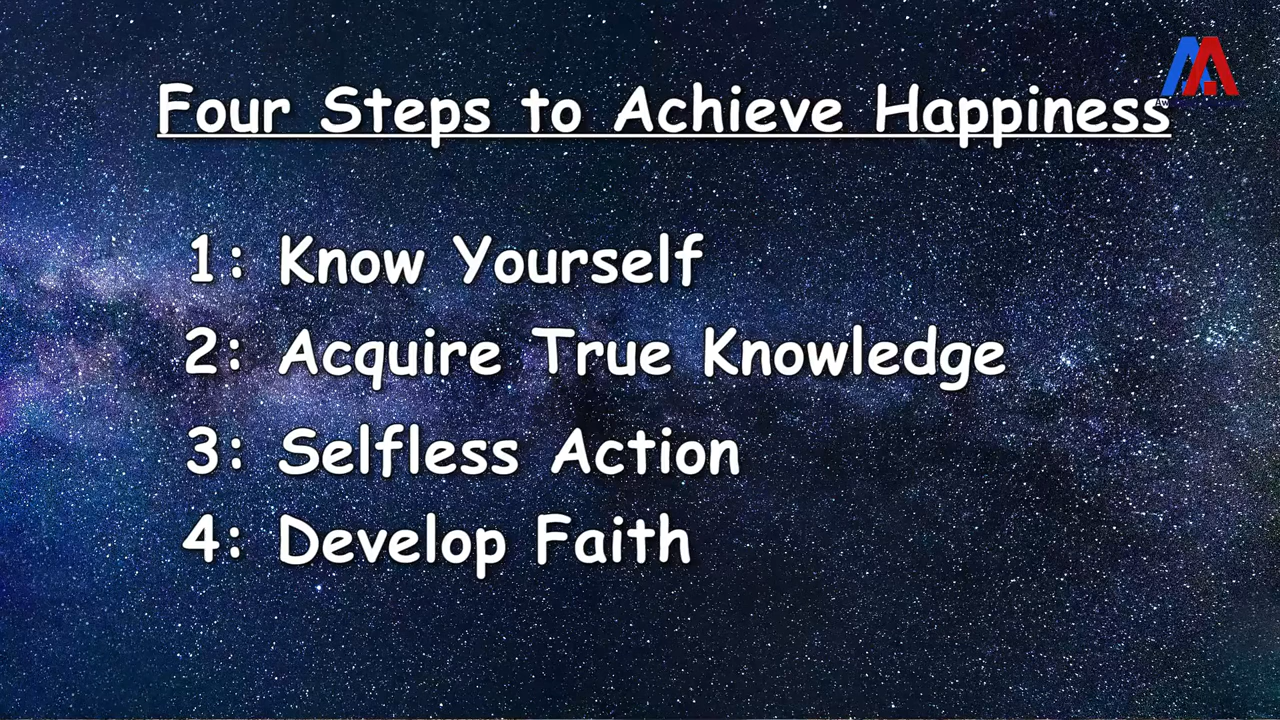 Four Steps to Achieve Happiness
1: Know Yourself
2: Acquire True Knowledge
3: Selfless Action
4: Develop Faith